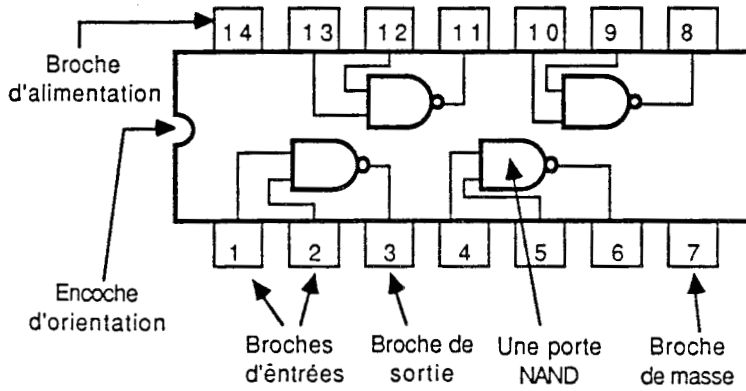 14 13 12 11 10 9 8
Broche
d'alimentation
1 2 3 4 5 6 7
Encoche
d'orientation
Broches
d'êntrées
Broche de
sortie
Une porte
NAND
Broche
de masse